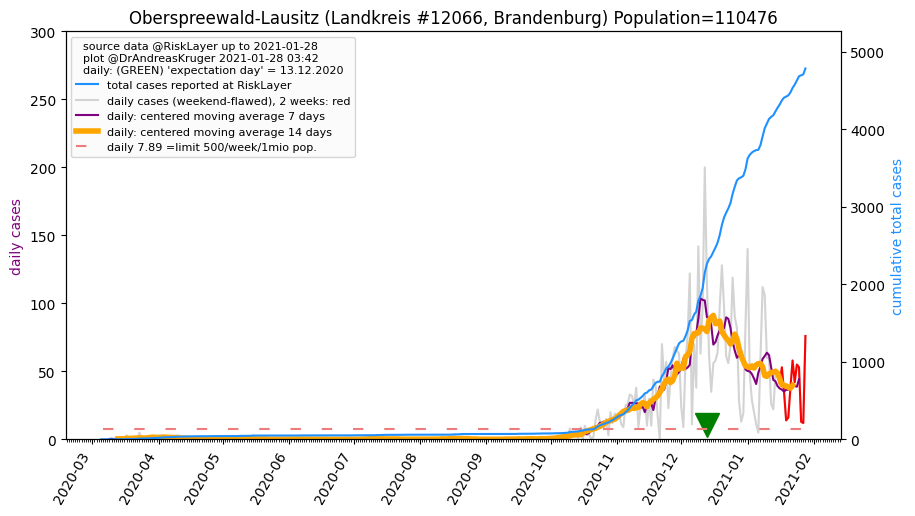 Oberspreewald-Lausitz (Landkreis #12066, Brandenburg) Population=110476
source data @RiskLayer up to 2021-01-28
plot @DrAndreasKruger 2021-01-28 03:42
daily: (GREEN) 'expectation day' = 13.12.2020
total cases reported at RiskLayer
daily cases (weekend-flawed), 2 weeks: red
daily: centered moving average 7 days
daily: centered moving average 14 days
daily 7.89 =limit 500/week/1mio pop.
daily cases
300
250
200
150
100
50
0
cumulative total cases
5000
4000
3000
2000
1000
0
2020-03
2020-04
2020-05
2020-06
2020-07
2020-08
2020-09
2020-10
2020-11
2020-12
2021-01
2021-02